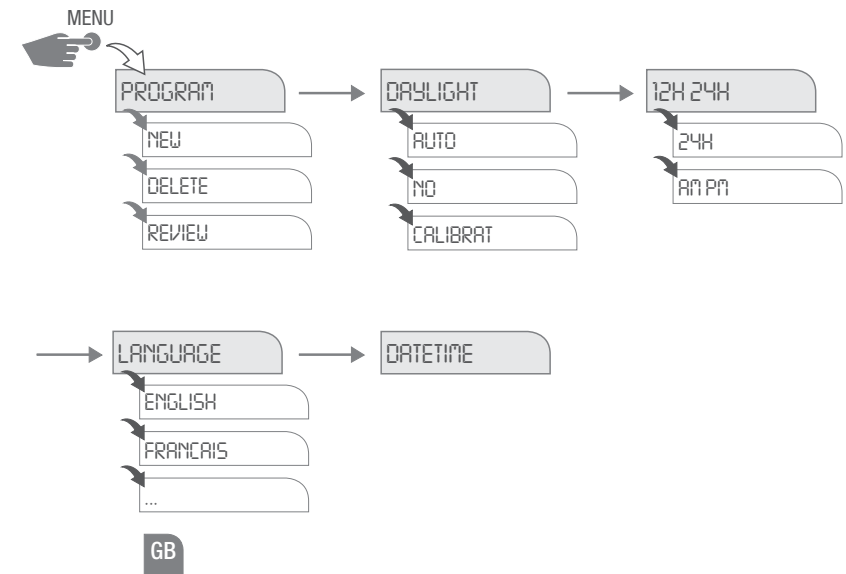 MENU
PROGRAM
NEW
DELETE
REVIEW
DAYLIGHT
AUTO
NO
CALIBRAT
12H 24H
24H
AM PM
LANGUAGE
ENGLISH
FRANCAIS
...
DATETIME
GB